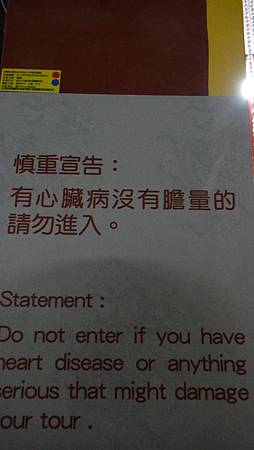 慎重宣告：
有心臟病沒有膽量的
請勿進入。
Statement :
Do not enter if you have
heart disease or anything
serious that might damage
our tour .